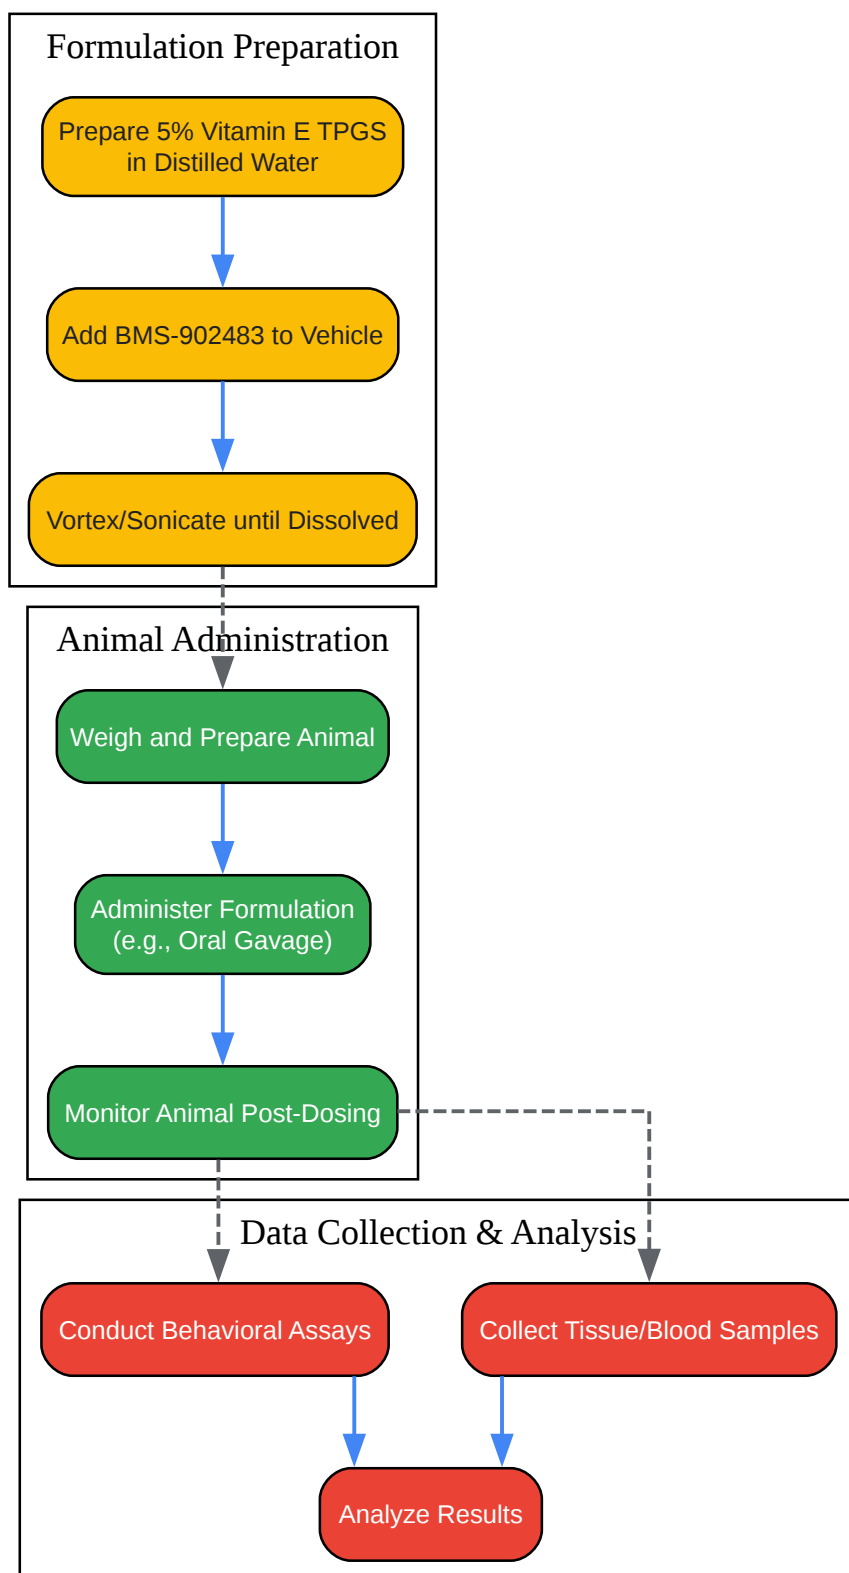 Formulation Preparation
Prepare 5% Vitamin E TPGS
in Distilled Water
Add BMS-902483 to Vehicle
Vortex/Sonicate until Dissolved
Animal Administration
Weigh and Prepare Animal
Administer Formulation
(e.g., Oral Gavage)
Monitor Animal Post-Dosing
Data Collection & Analysis
Conduct Behavioral Assays
Collect Tissue/Blood Samples
Analyze Results